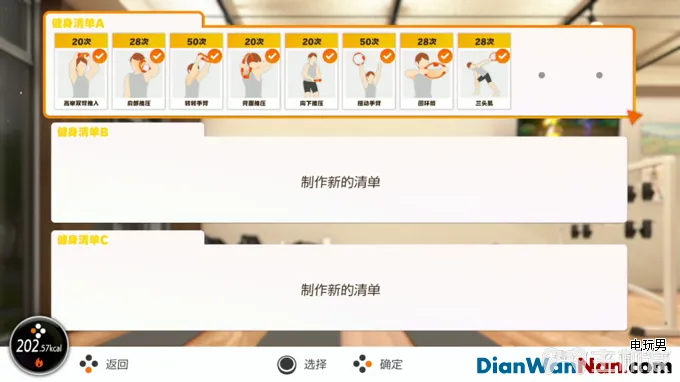 健身清单A
20次 28次 50次 20次 20次 50次 28次 28次
高举双臂推入 肩部推压 转转手臂 背面推压 向下推压 摇动手臂 回环肩 三头肌
健身清单B
制作新的清单
健身清单C
制作新的清单
202.57kcal
返回 选择 确定
电玩男
DianWanNan.com